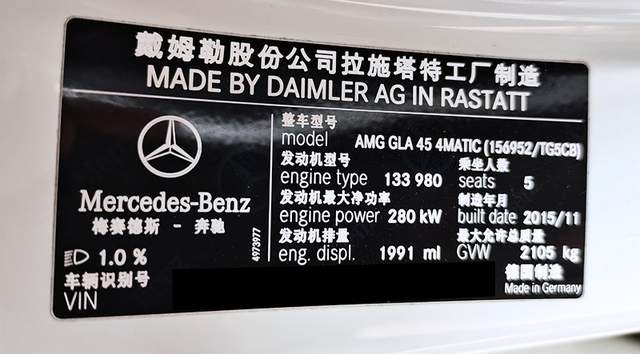 戴姆勒股份公司拉施塔特工厂制造
MADE BY DAIMLER AG IN RASTATT
Mercedes-Benz
梅赛德斯 - 奔驰
1.0 %
4973977
整车型号
model AMG GLA 45 4MATIC (156952/TG5CB)
发动机型号 乘坐人数
engine type 133 980 seats 5
发动机最大净功率 制造年月
engine power 280 kW built date 2015/11
发动机排量 最大允许总质量
eng. displ. 1991 ml GVW 2105 kg
车辆识别号 德国制造
VIN Made in Germany